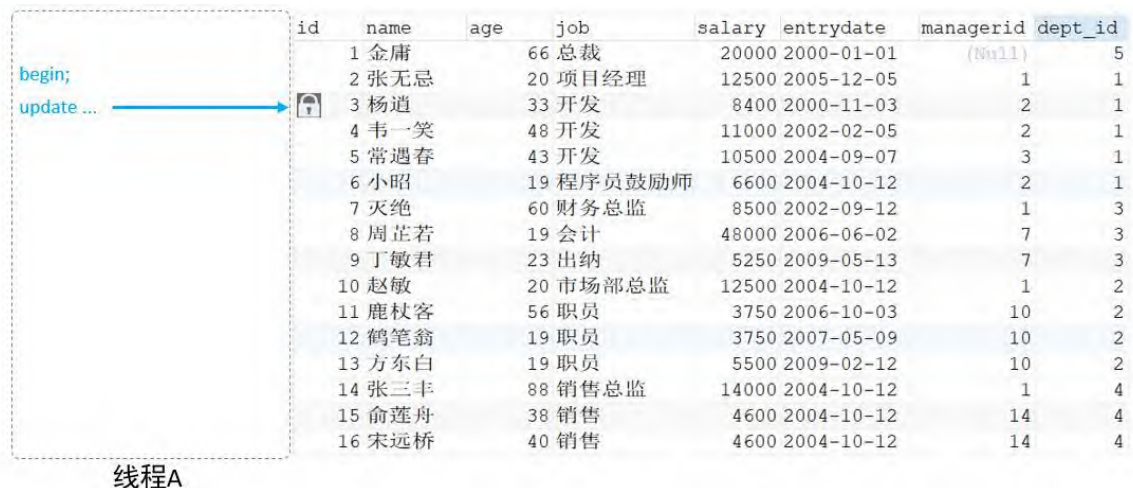 id name age job salary entrydate managerid dept_id
1 金庸 66 总裁 20000 2000-01-01 (Null) 5
begin;
2 张无忌 20 项目经理 12500 2005-12-05 1 1
update ...
3 杨逍 33 开发 8400 2000-11-03 2 1
4 韦一笑 48 开发 11000 2002-02-05 2 1
5 常遇春 43 开发 10500 2004-09-07 3 1
6 小昭 19 程序员鼓励师 6600 2004-10-12 2 1
7 灭绝 60 财务总监 8500 2002-09-12 1 3
8 周芷若 19 会计 48000 2006-06-02 7 3
9 丁敏君 23 出纳 5250 2009-05-13 7 3
10 赵敏 20 市场部总监 12500 2004-10-12 1 2
11 鹿杖客 56 职员 3750 2006-10-03 10 2
12 鹤笔翁 19 职员 3750 2007-05-09 10 2
13 方东白 19 职员 5500 2009-02-12 10 2
14 张三丰 88 销售总监 14000 2004-10-12 1 4
15 俞莲舟 38 销售 4600 2004-10-12 14 4
16 宋远桥 40 销售 4600 2004-10-12 14 4
线程A